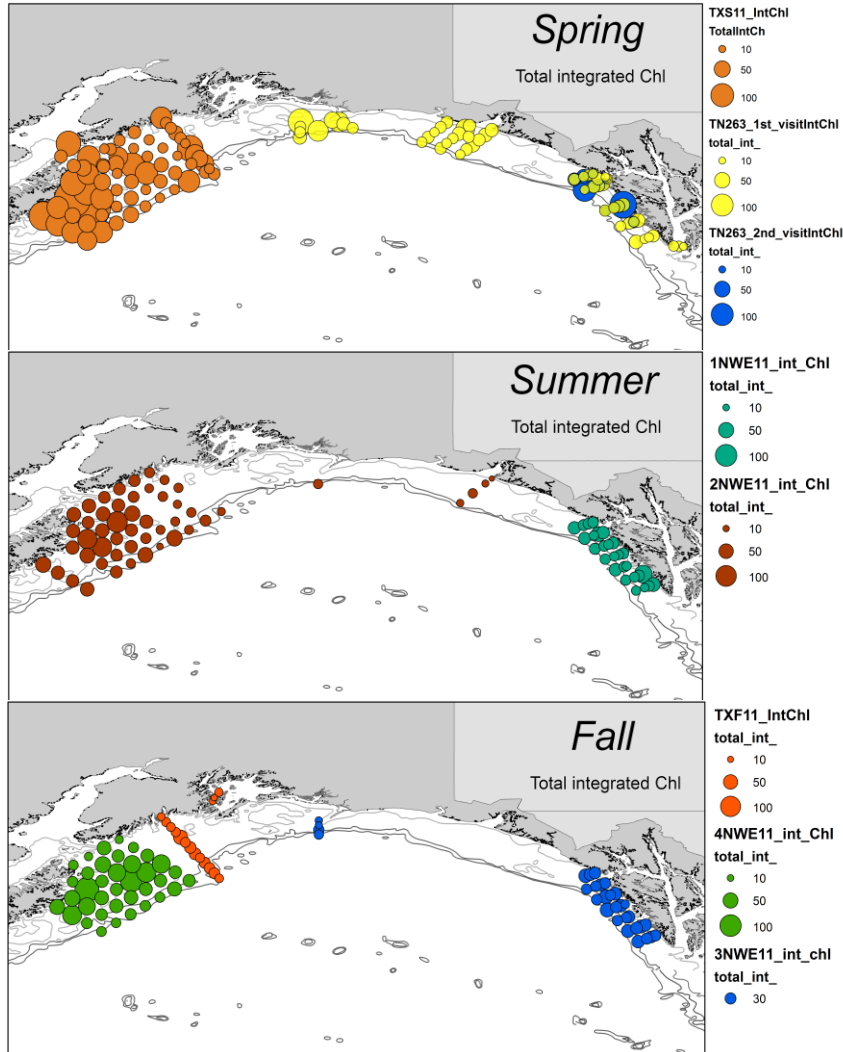 Spring
Total integrated Chl
TXS11_IntChl
TotalIntCh
10
50
100
TN263_1st_visitIntChl
total_int_
10
50
100
TN263_2nd_visitIntChl
total_int_
10
50
100
Summer
Total integrated Chl
1NWE11_int_Chl
total_int_
10
50
100
2NWE11_int_Chl
total_int_
10
50
100
Fall
Total integrated Chl
TXF11_IntChl
total_int_
10
50
100
4NWE11_int_Chl
total_int_
10
50
100
3NWE11_int_chl
total_int_
30